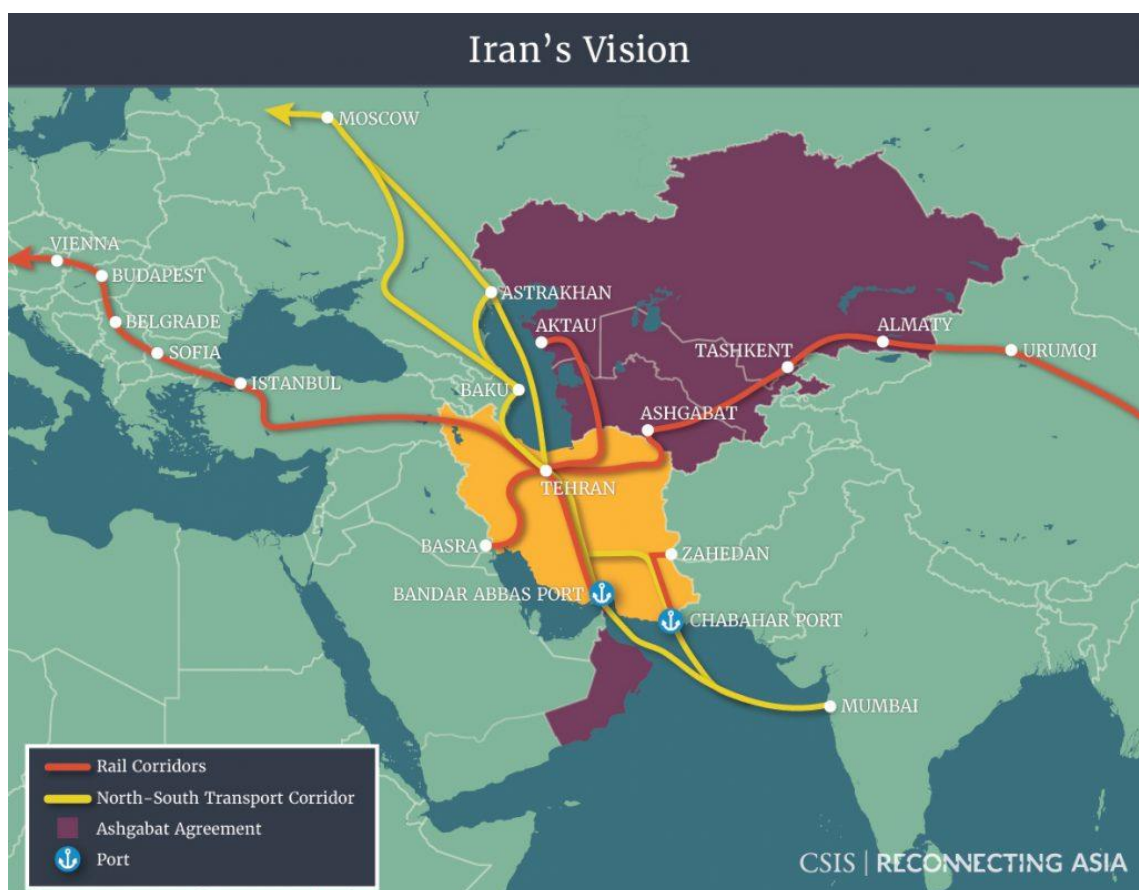 Iran's Vision
MOSCOW
VIENNA
BUDAPEST
ASTRAKHAN
BELGRADE
AKTAU
ALMATY
SOFIA
TASHKENT
URUMQI
ISTANBUL
BAKU
ASHGABAT
TEHRAN
BASRA
ZAHEDAN
BANDAR ABBAS PORT
CHABAHAR PORT
MUMBAI
Rail Corridors
North-South Transport Corridor
Ashgabat Agreement
Port
CSIS | RECONNECTING ASIA